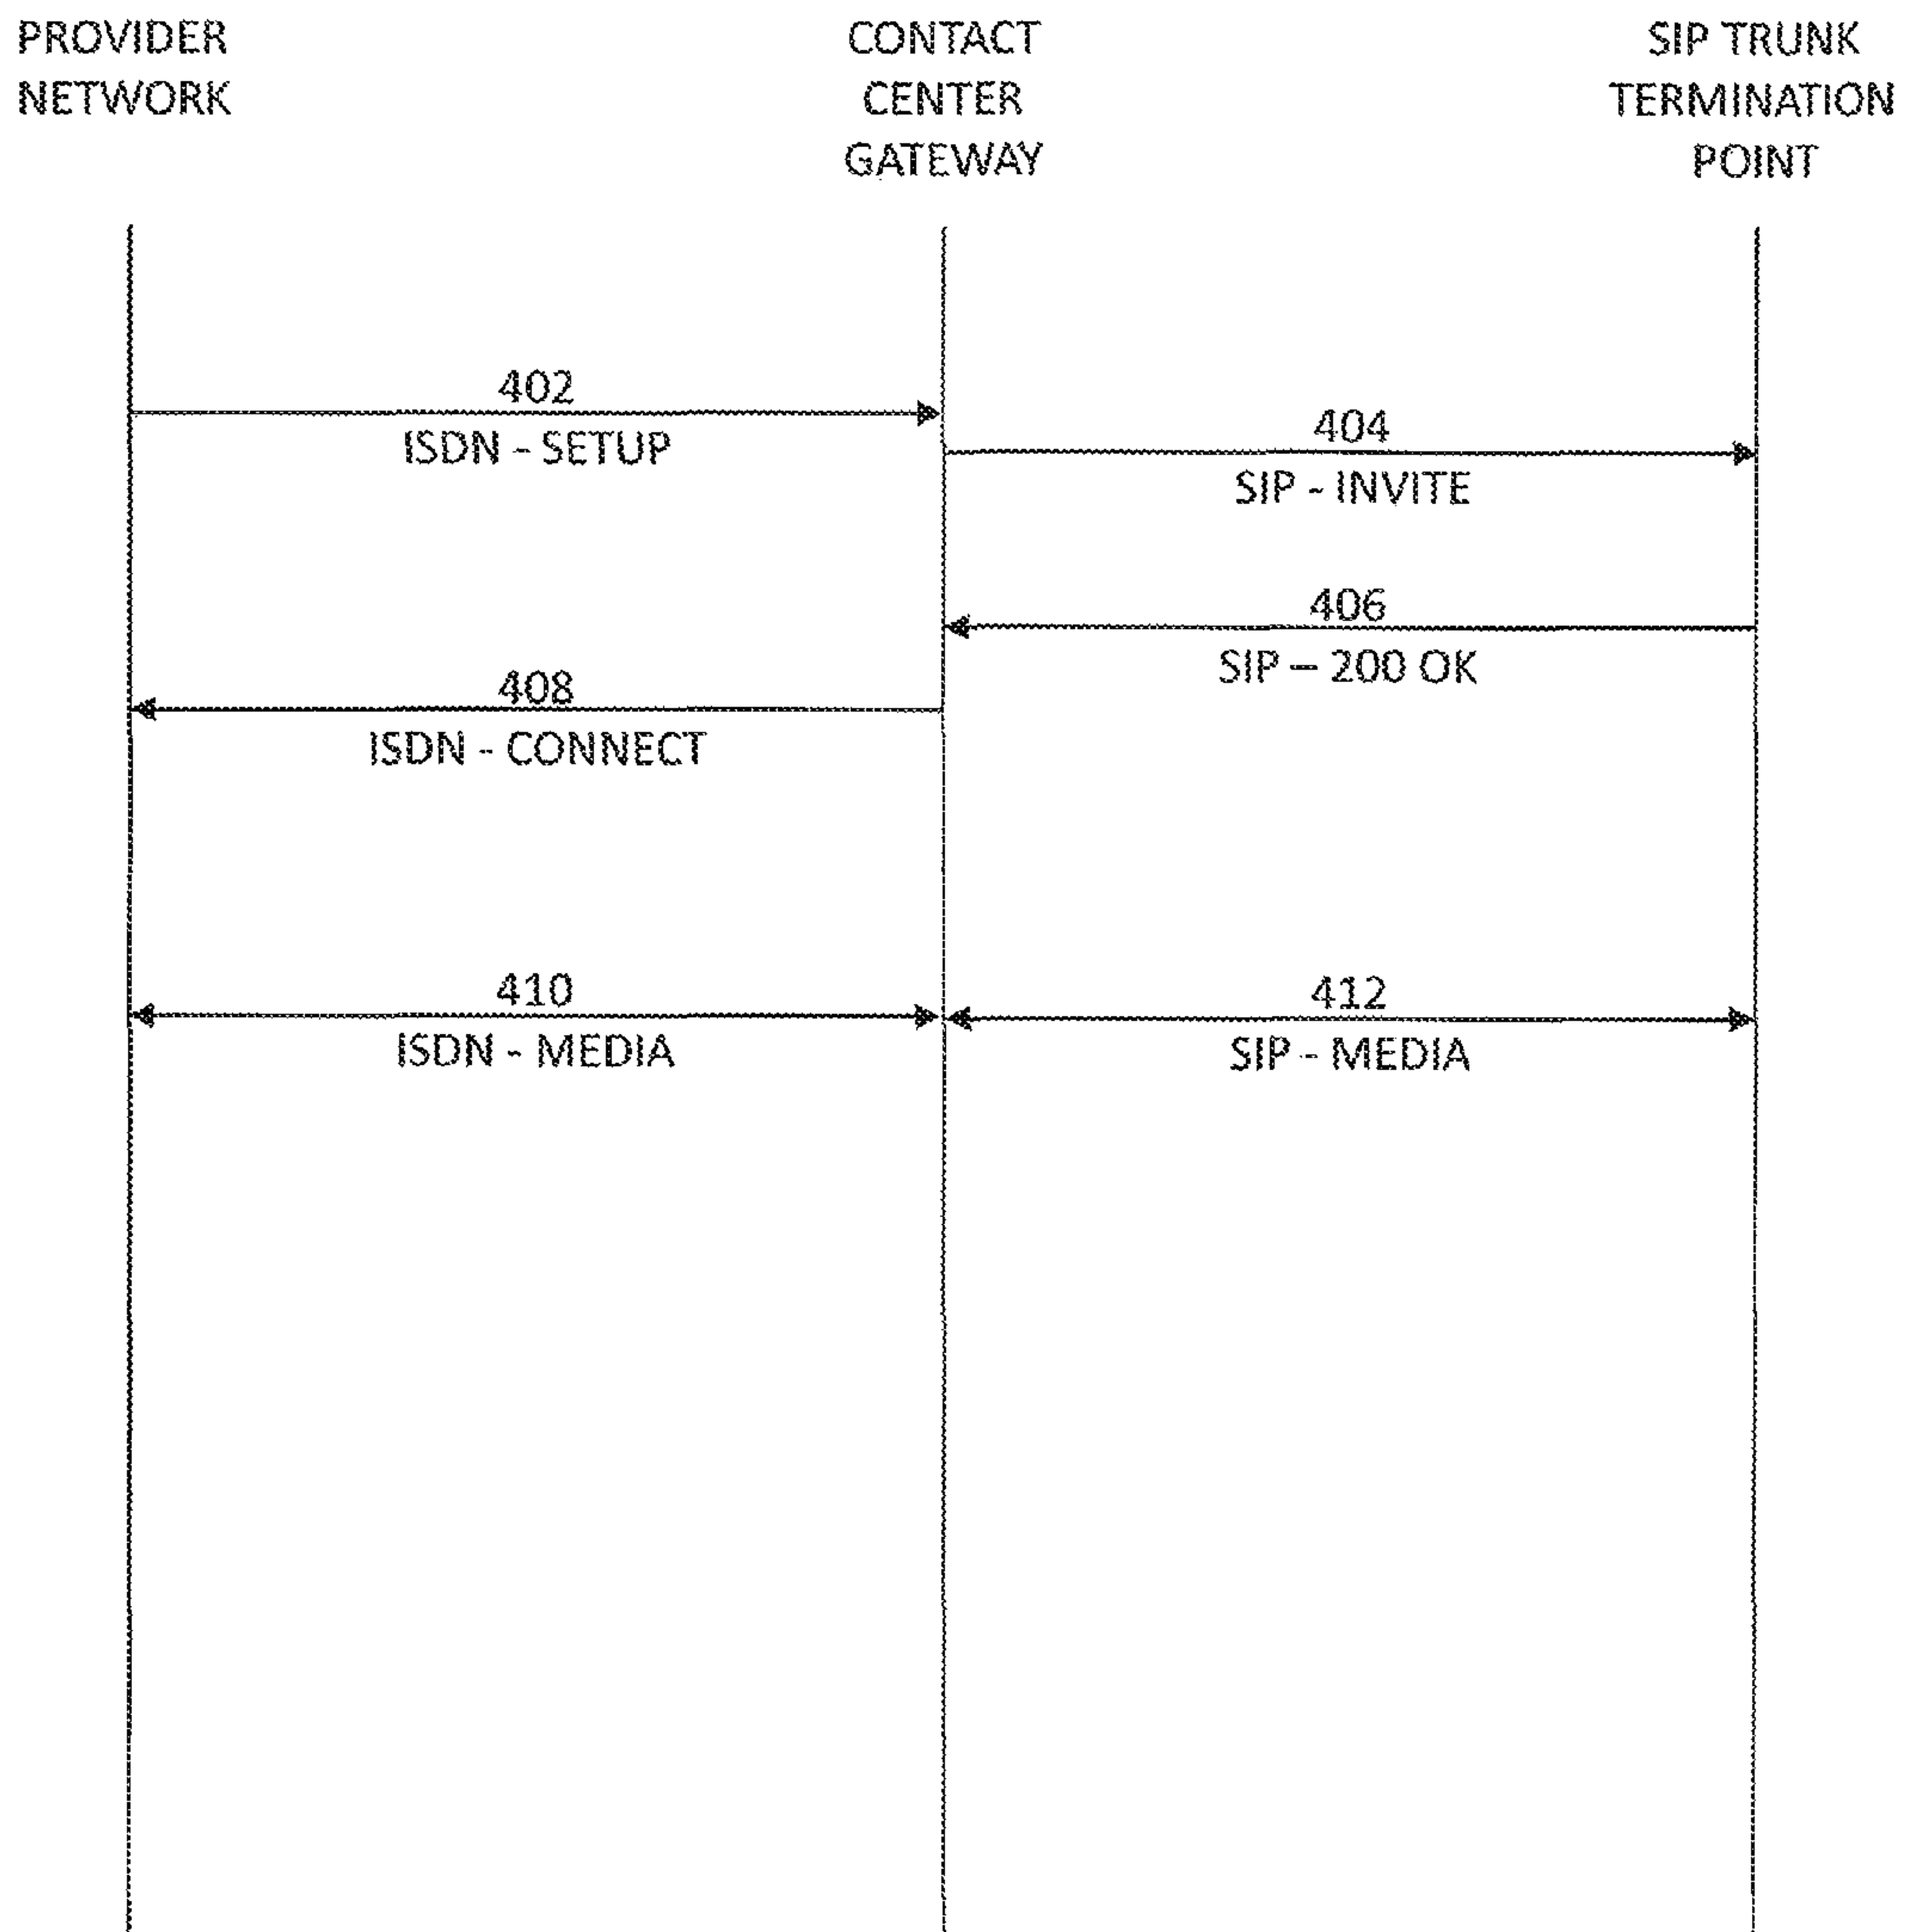 PROVIDER
NETWORK
CONTACT
CENTER
GATEWAY
SIP TRUNK
TERMINATION
POINT
402
ISDN - SETUP
404
SIP - INVITE
406
SIP – 200 OK
408
ISDN - CONNECT
410
ISDN - MEDIA
412
SIP - MEDIA